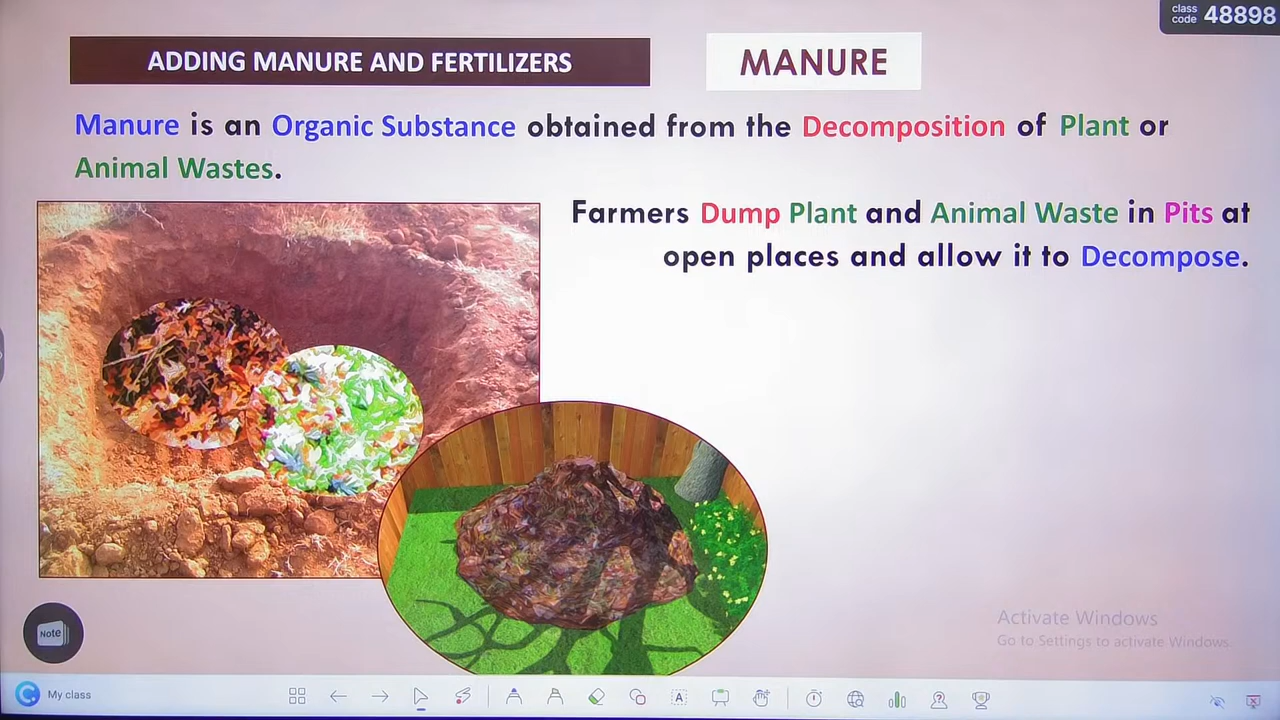 class code 48898
ADDING MANURE AND FERTILIZERS
MANURE
Manure is an Organic Substance obtained from the Decomposition of Plant or
Animal Wastes.
Farmers Dump Plant and Animal Waste in Pits at
open places and allow it to Decompose.
Activate Windows
Go to Settings to activate Windows.
Note
My class
A